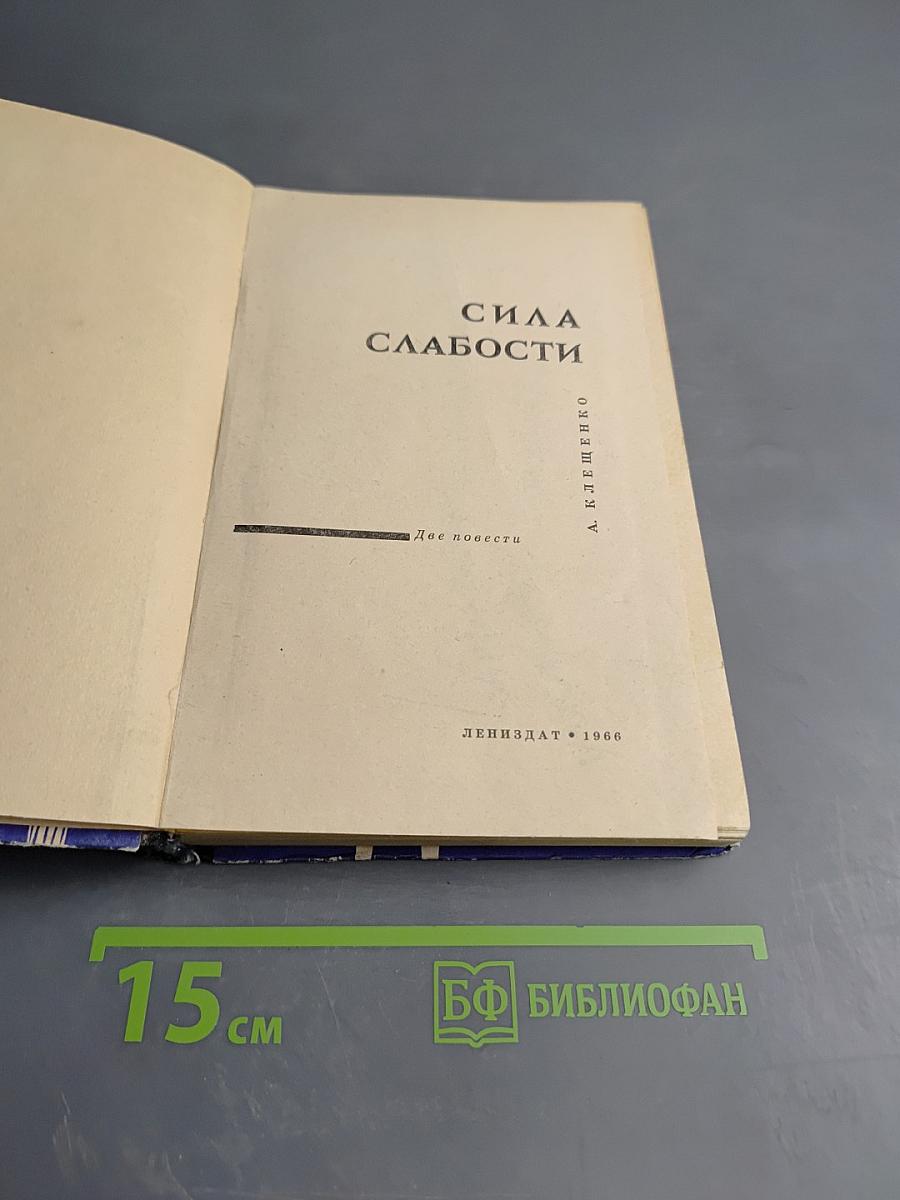 СИЛА
СЛАБОСТИ
А. КЛЕЩЕНКО
Две повести
ЛЕНИЗДАТ • 1966
15 см
БФ БИБЛИОФАН